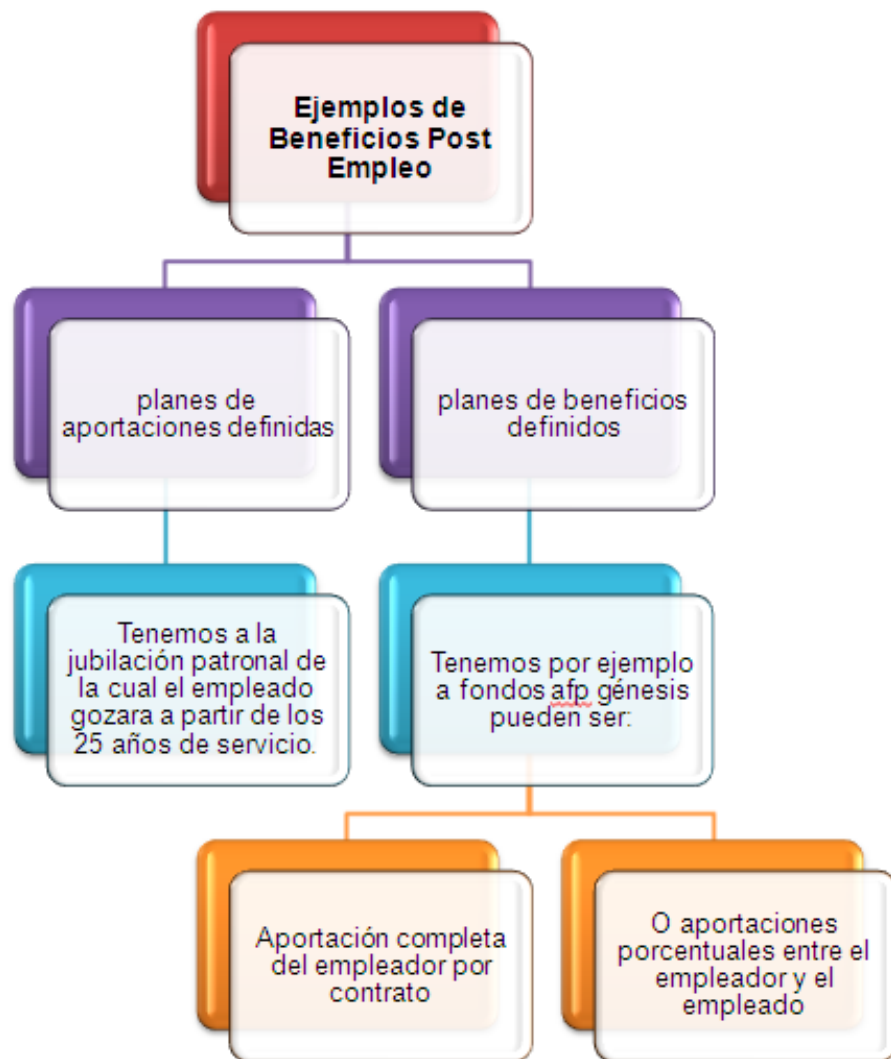 Ejemplos de
Beneficios Post
Empleo
planes de
aportaciones definidas
planes de beneficios
definidos
Tenemos a la
jubilación patronal de
la cual el empleado
gozara a partir de los
25 años de servicio.
Tenemos por ejemplo
a fondos afp génesis
pueden ser:
Aportación completa
del empleador por
contrato
O aportaciones
porcentuales entre el
empleador y el
empleado